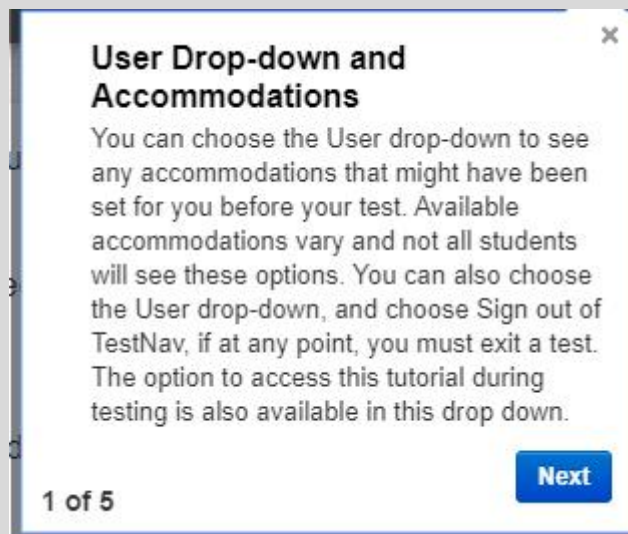 ×
User Drop-down and
Accommodations
You can choose the User drop-down to see
any accommodations that might have been
set for you before your test. Available
accommodations vary and not all students
will see these options. You can also choose
the User drop-down, and choose Sign out of
TestNav, if at any point, you must exit a test.
The option to access this tutorial during
testing is also available in this drop down.
Next
1 of 5